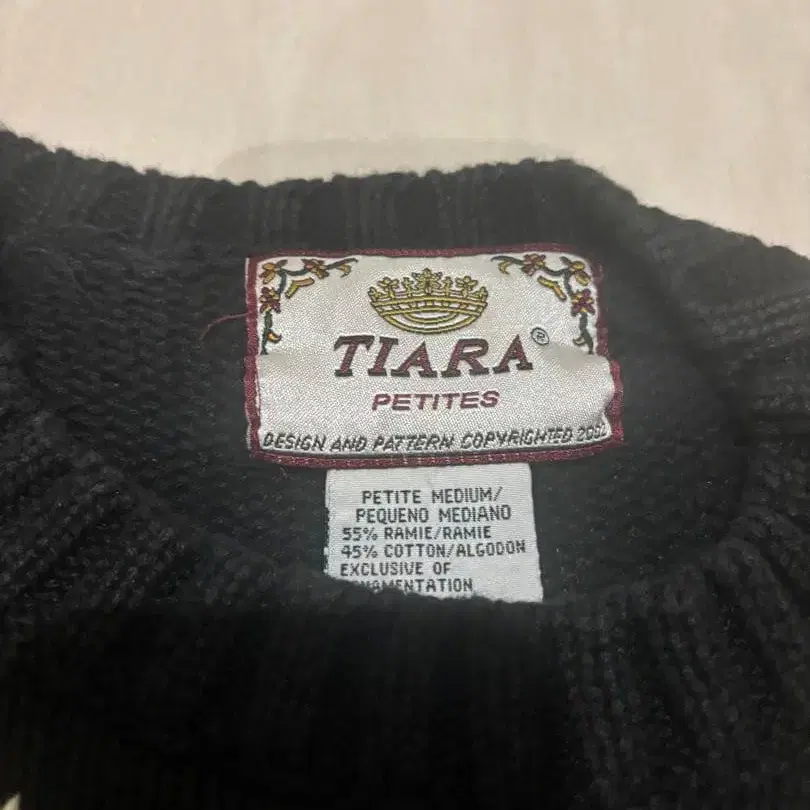 TIARA®
PETITES
DESIGN AND PATTERN COPYRIGHTED
PETITE MEDIUM/
PEQUENO MEDIANO
55% RAMIE/RAMIE
45% COTTON/ALGODON
EXCLUSIVE OF